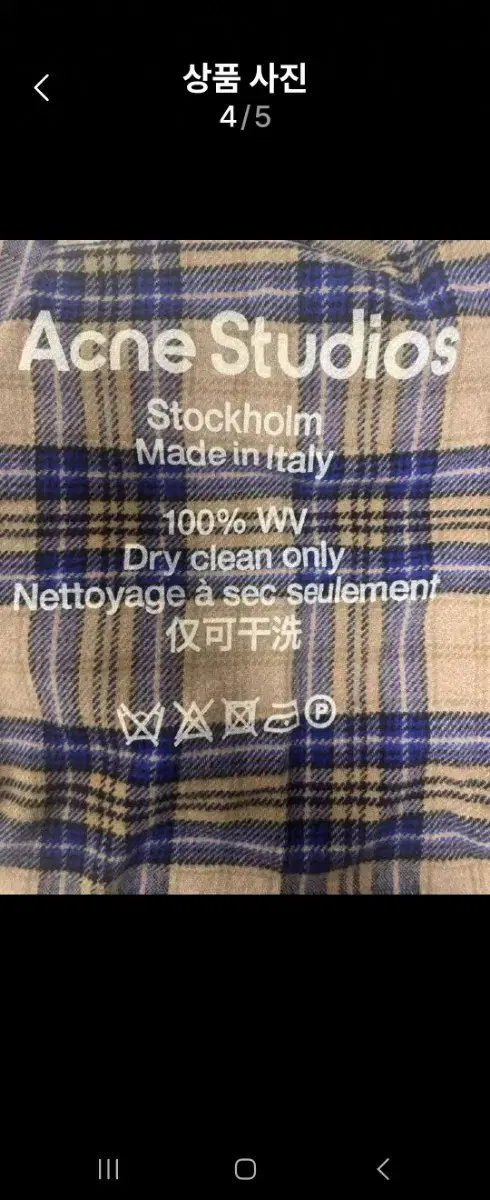 상품 사진
4/5
Acne Studios
Stockholm
Made in Italy
100% WV
Dry clean only
Nettoyage à sec seulement
仅可干洗
P